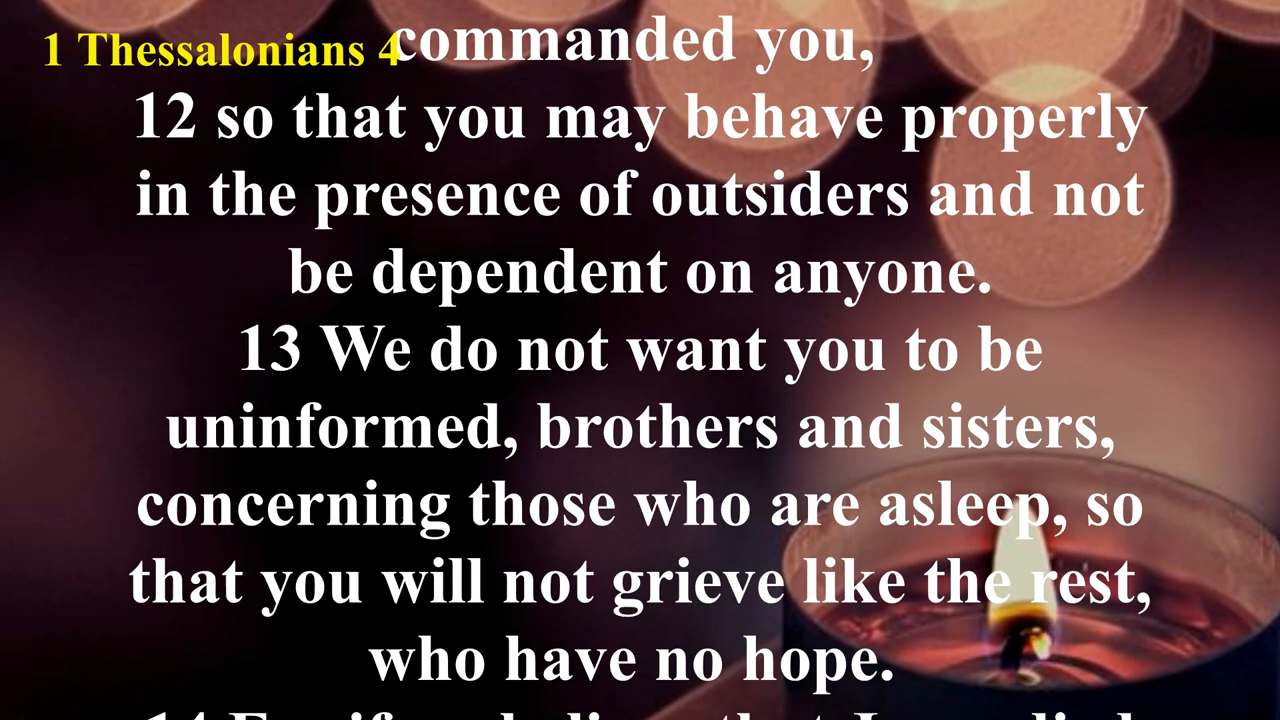 1 Thessalonians 4
commanded you,
12 so that you may behave properly
in the presence of outsiders and not
be dependent on anyone.
13 We do not want you to be
uninformed, brothers and sisters,
concerning those who are asleep, so
that you will not grieve like the rest,
who have no hope.